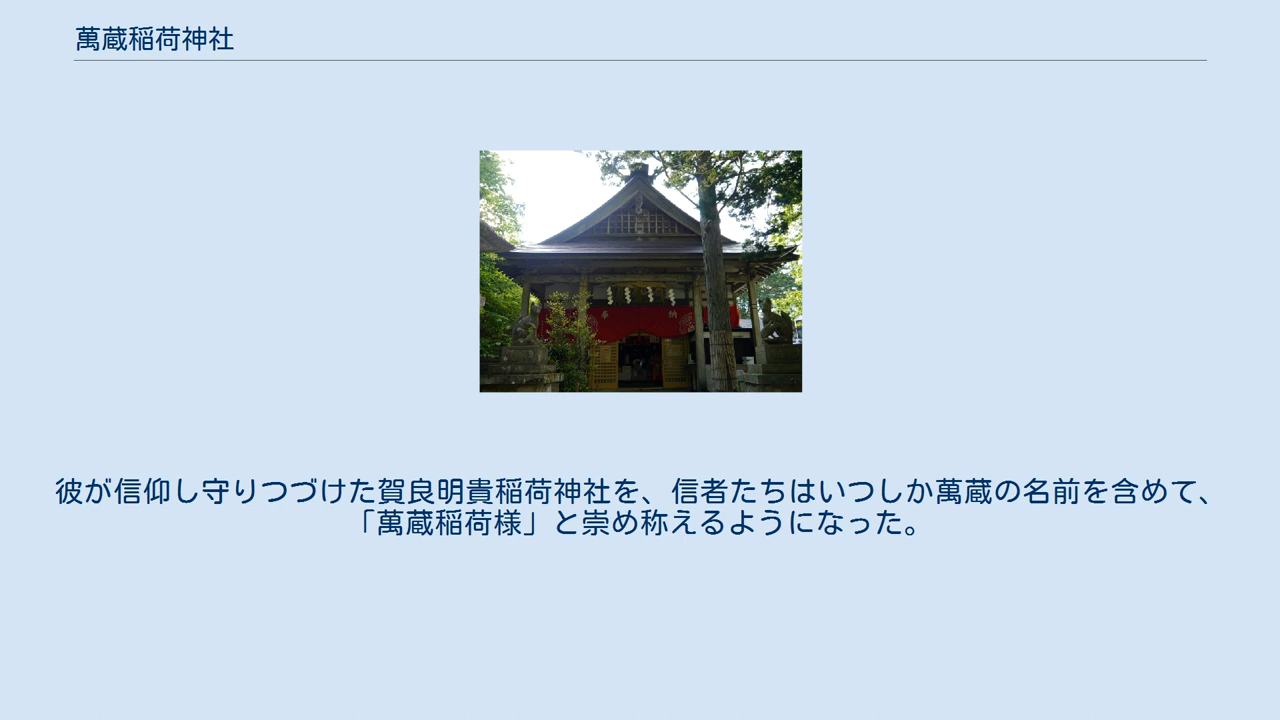 萬蔵稲荷神社
奉 納
彼が信仰し守りつづけた賀良明貴稲荷神社を、信者たちはいつしか萬蔵の名前を含めて、
「萬蔵稲荷様」と崇め称えるようになった。